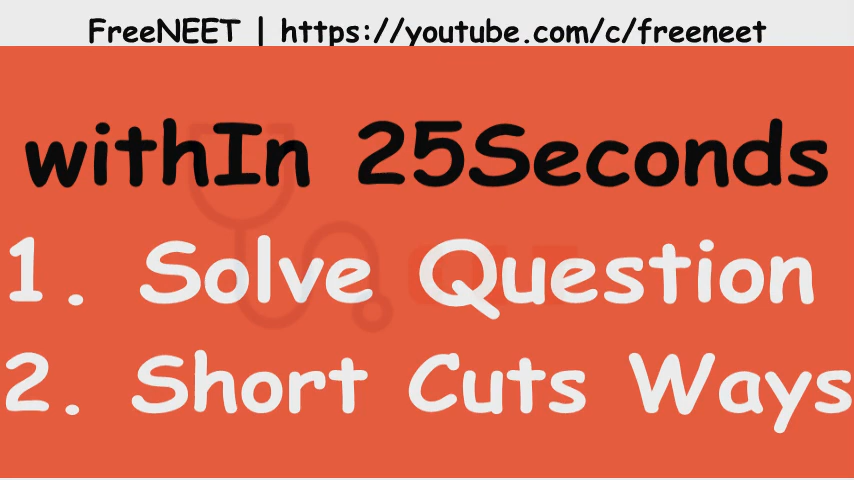 FreeNEET | https://youtube.com/c/freeneet
withIn 25Seconds
1. Solve Question
2. Short Cuts Ways